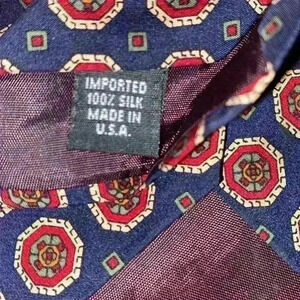 IMPORTED
100% SILK
MADE IN
U.S.A.